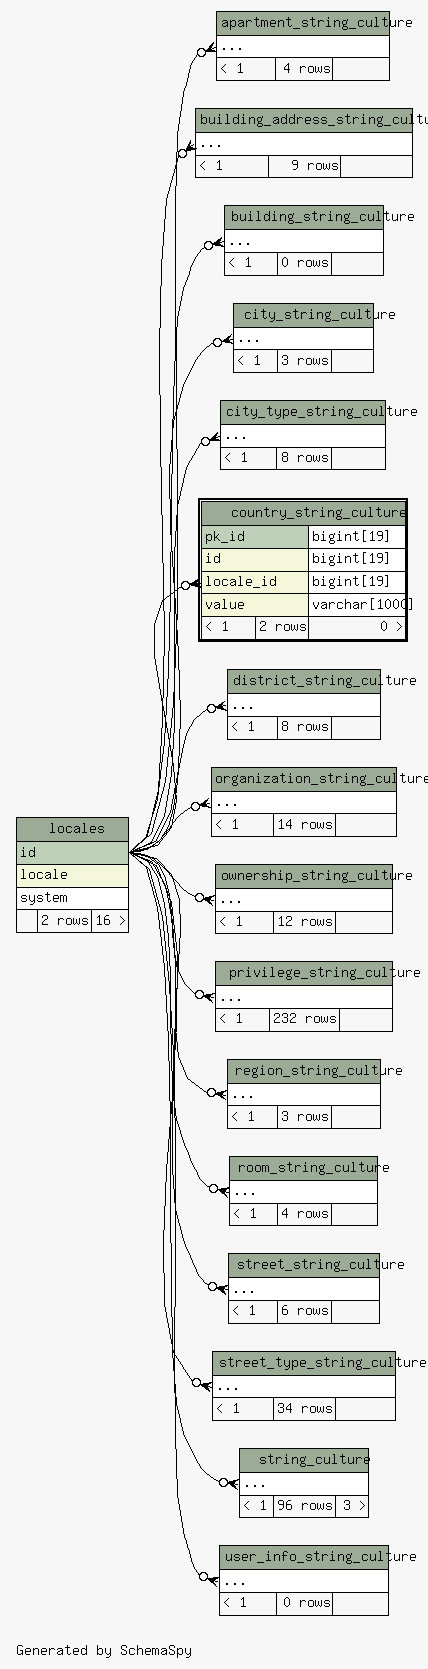 apartment_string_culture
...
< 1 4 rows
building_address_string_cultu
...
< 1 9 rows
building_string_culture
...
< 1 0 rows
city_string_culture
...
< 1 3 rows
city_type_string_culture
...
< 1 8 rows
country_string_culture
pk_id bigint[19]
id bigint[19]
locale_id bigint[19]
value varchar[1000]
< 1 2 rows 0 >
district_string_culture
...
< 1 8 rows
organization_string_culture
...
< 1 14 rows
locales
id
locale
system
2 rows 16 >
ownership_string_culture
...
< 1 12 rows
privilege_string_culture
...
< 1 232 rows
region_string_culture
...
< 1 3 rows
room_string_culture
...
< 1 4 rows
street_string_culture
...
< 1 6 rows
street_type_string_culture
...
< 1 34 rows
string_culture
...
< 1 96 rows 3 >
user_info_string_culture
...
< 1 0 rows
Generated by SchemaSpy